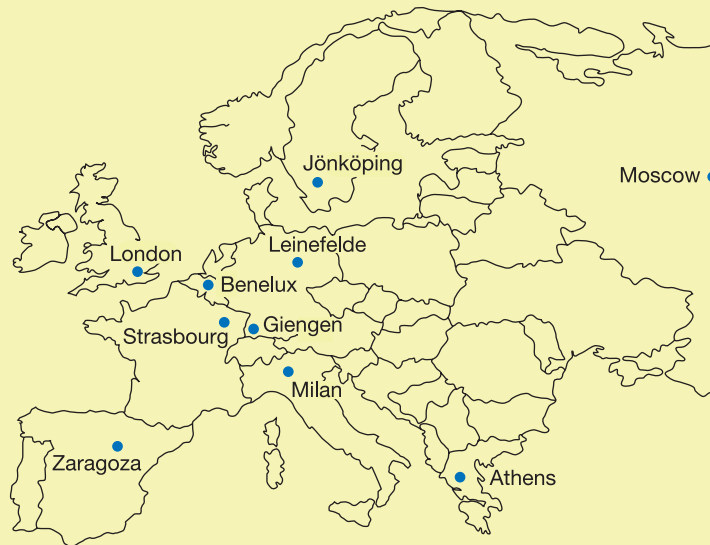 Jönköping
Moscow
London
Leinefelde
Benelux
Strasbourg
Giengen
Milan
Zaragoza
Athens